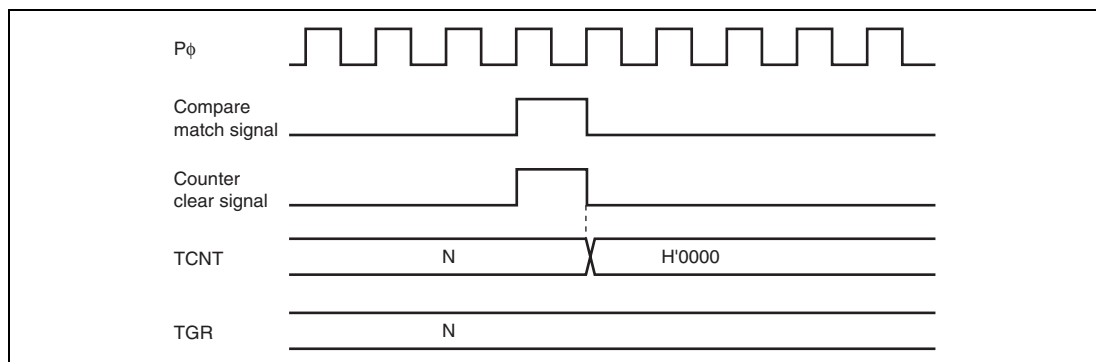 Pϕ
Compare
match signal
Counter
clear signal
TCNT
N
H'0000
TGR
N